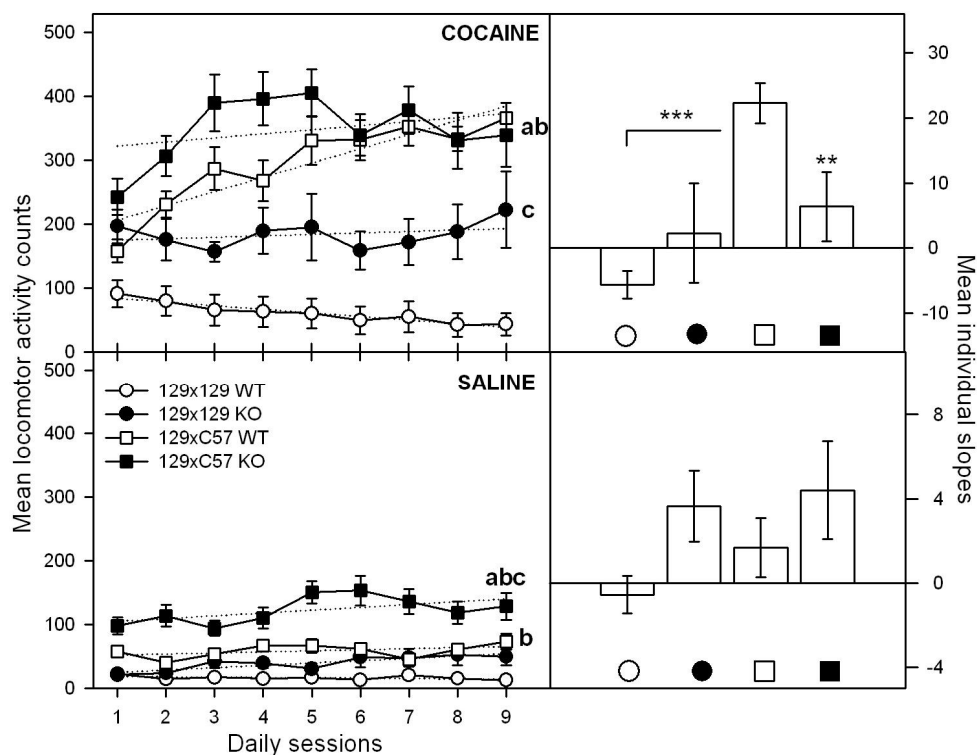 COCAINE
500
400
300
200
100
0
ab
c
***
**
30
20
10
0
-10
Mean locomotor activity counts
Mean individual slopes
SALINE
500
400
300
200
100
0
129x129 WT
129x129 KO
129xC57 WT
129xC57 KO
abc
b
8
4
0
-4
1 2 3 4 5 6 7 8 9
Daily sessions